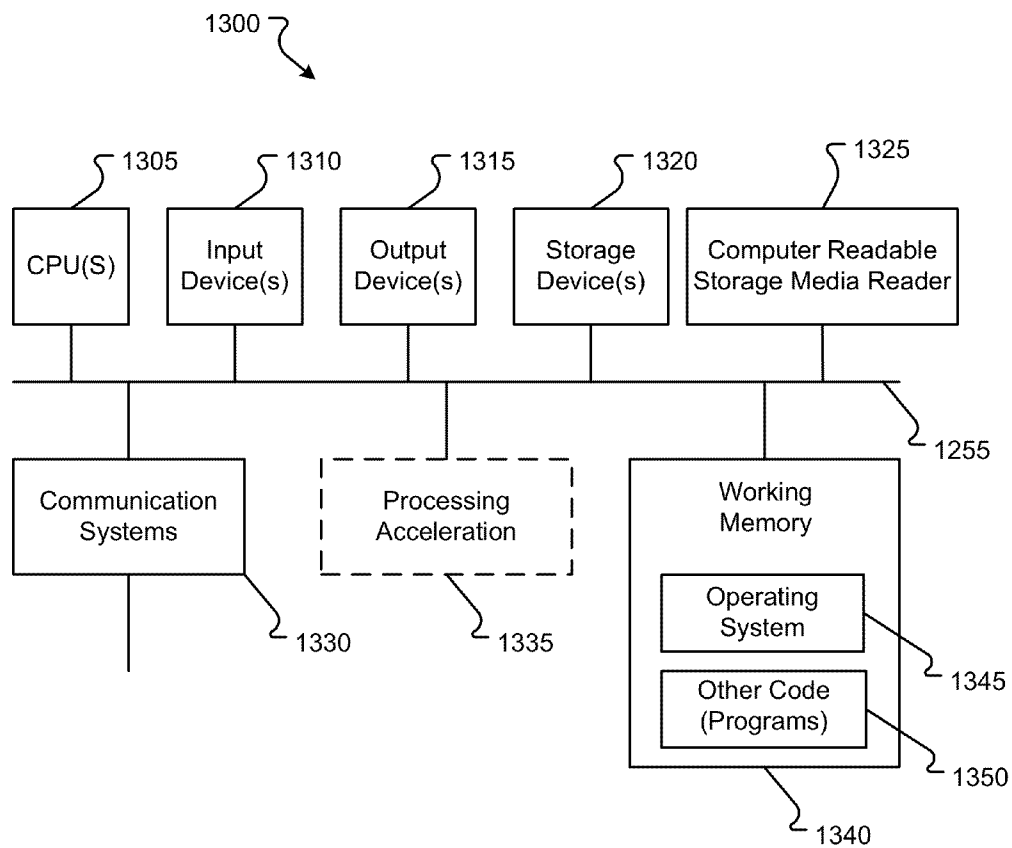 1300
1305
1310
1315
1320
1325
CPU(S)
Input
Device(s)
Output
Device(s)
Storage
Device(s)
Computer Readable
Storage Media Reader
1255
Communication
Systems
Processing
Acceleration
Working
Memory
Operating
System
Other Code
(Programs)
1330
1335
1345
1350
1340